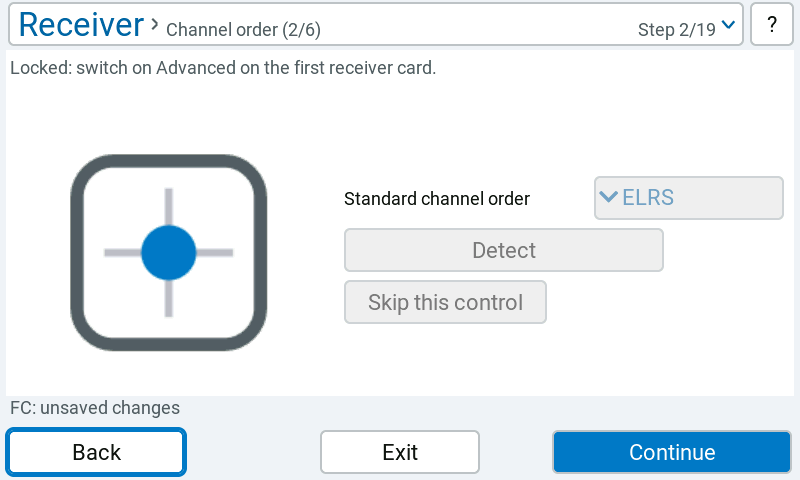 Receiver › Channel order (2/6) Step 2/19 ?
Locked: switch on Advanced on the first receiver card.
Standard channel order ELRS
Detect
Skip this control
FC: unsaved changes
Back Exit Continue